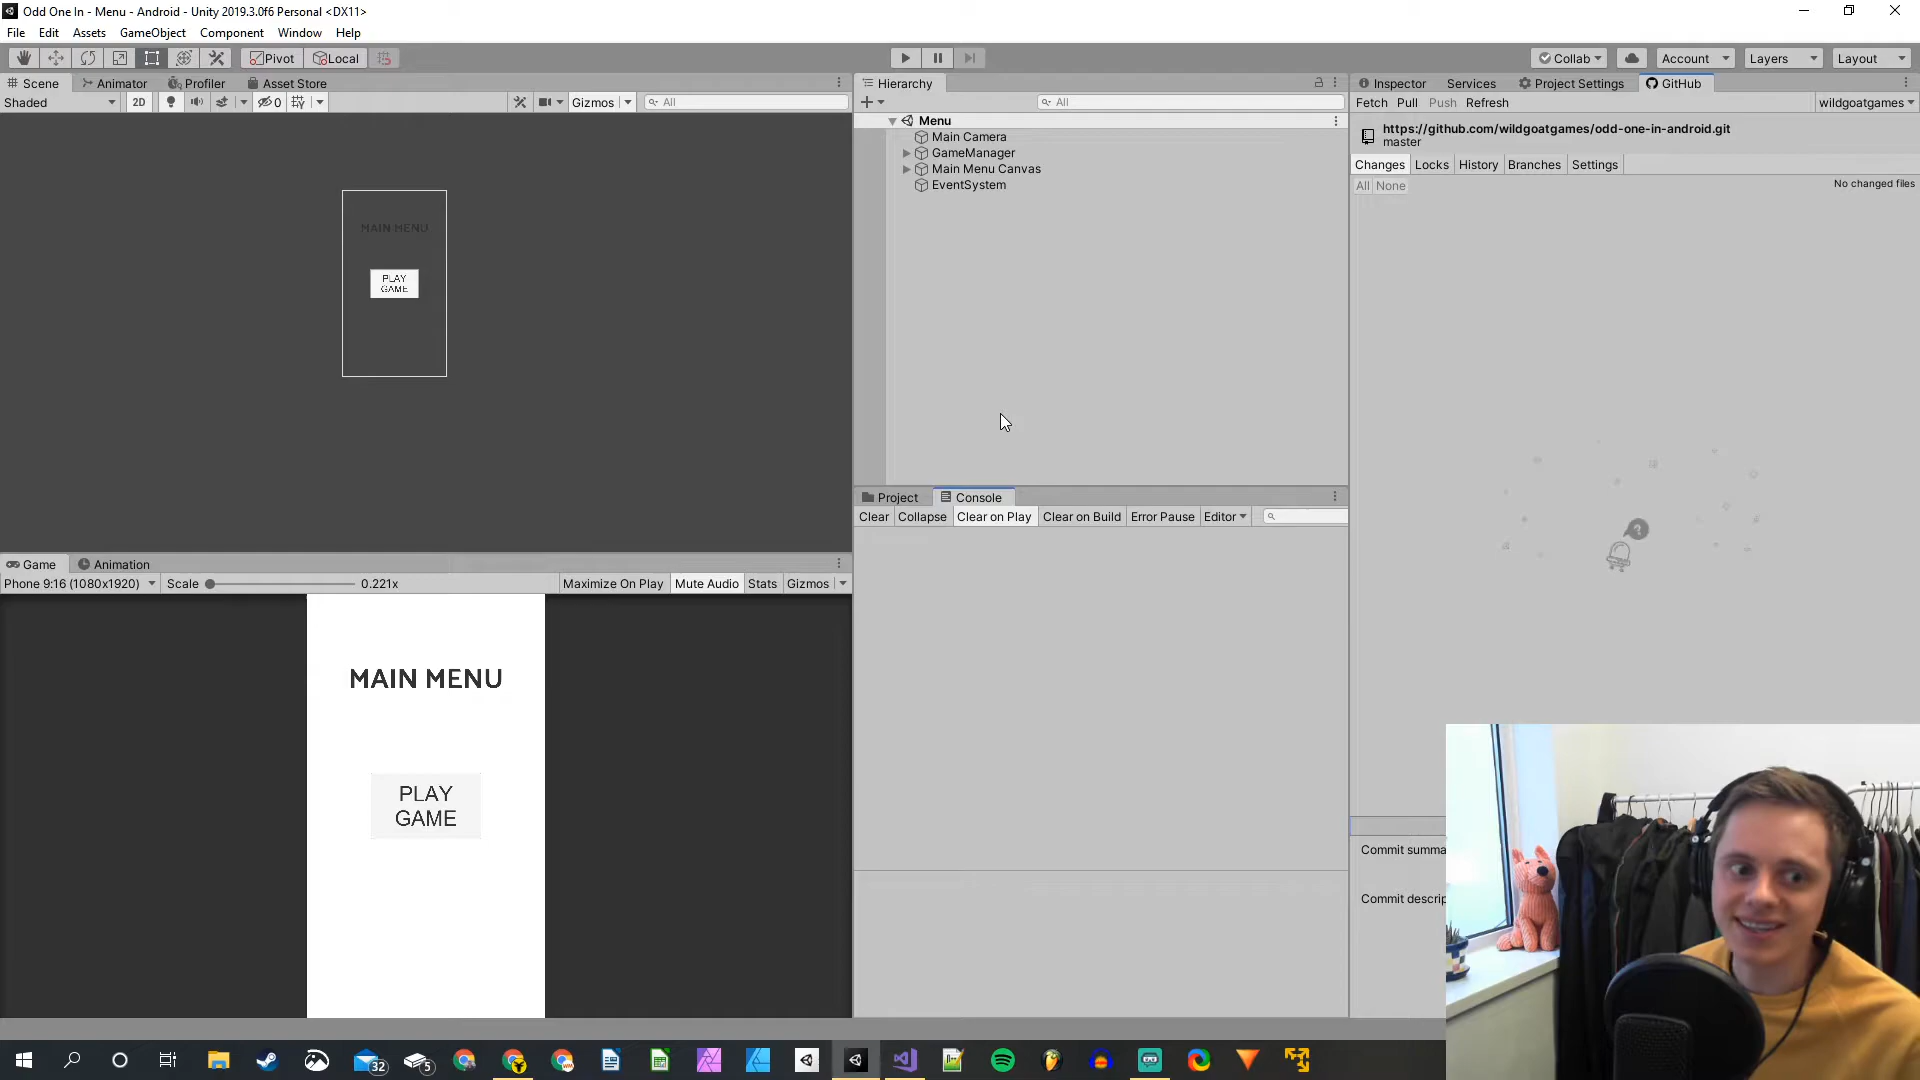 Odd One In - Menu - Android - Unity 2019.3.0f6 Personal <DX11>
File Edit Assets GameObject Component Window Help
Pivot Local Collab Account Layers Layout
Scene Animator Profiler Asset Store
Shaded 2D 0 Gizmos All
MAIN MENU
PLAY
GAME
Hierarchy
All
Menu
Main Camera
GameManager
Main Menu Canvas
EventSystem
Inspector Services Project Settings GitHub
Fetch Pull Push Refresh wildgoatgames
https://github.com/wildgoatgames/odd-one-in-android.git
master
Changes Locks History Branches Settings
All None No changed files
Project Console
Clear Collapse Clear on Play Clear on Build Error Pause Editor
Game Animation
Phone 9:16 (1080x1920) Scale 0.221x Maximize On Play Mute Audio Stats Gizmos
MAIN MENU
PLAY
GAME
Commit summa
Commit descrip
32 5